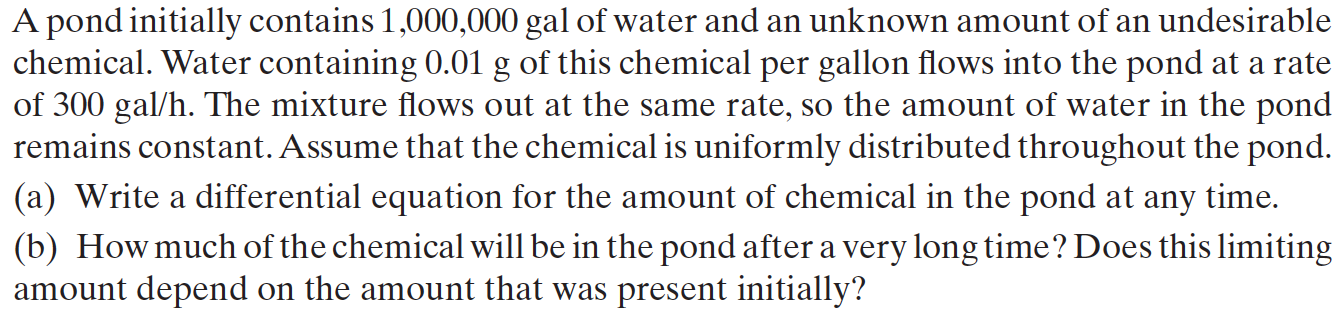 A pond initially contains 1,000,000 gal of water and an unknown amount of an undesirable
chemical. Water containing 0.01 g of this chemical per gallon flows into the pond at a rate
of 300 gal/h. The mixture flows out at the same rate, so the amount of water in the pond
remains constant. Assume that the chemical is uniformly distributed throughout the pond.
(a) Write a differential equation for the amount of chemical in the pond at any time.
(b) How much of the chemical will be in the pond after a very long time? Does this limiting
amount depend on the amount that was present initially?